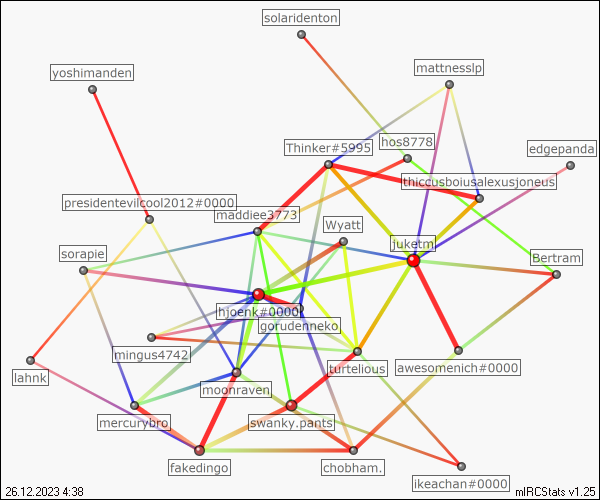 solaridenton
mattnesslp
yoshimanden
hos8778
Thinker#5995
edgepanda
thiccusboiusalexusjoneus
presidentevilcool2012#0000
maddiee3773
Wyatt
juketm
sorapie
Bertram
hjoenk#0000
gorudenneko
mingus4742
turtelious
awesomenich#0000
lahnk
moonraven
mercurybro
swanky.pants
fakedingo
chobham.
ikeachan#0000
26.12.2023 4:38
mIRCStats v1.25